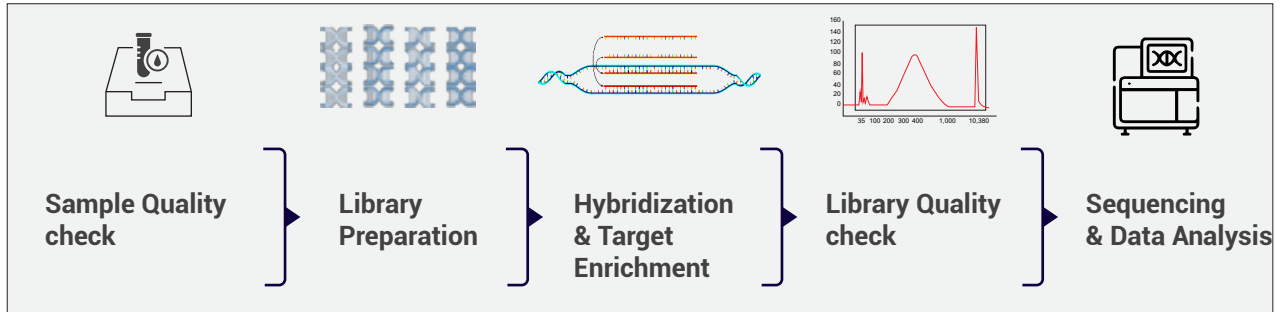 160
140
120
100
80
60
40
20
0
35 100 200 300 400 1,000 10,380
Sample Quality
check
Library
Preparation
Hybridization
& Target
Enrichment
Library Quality
check
Sequencing
& Data Analysis